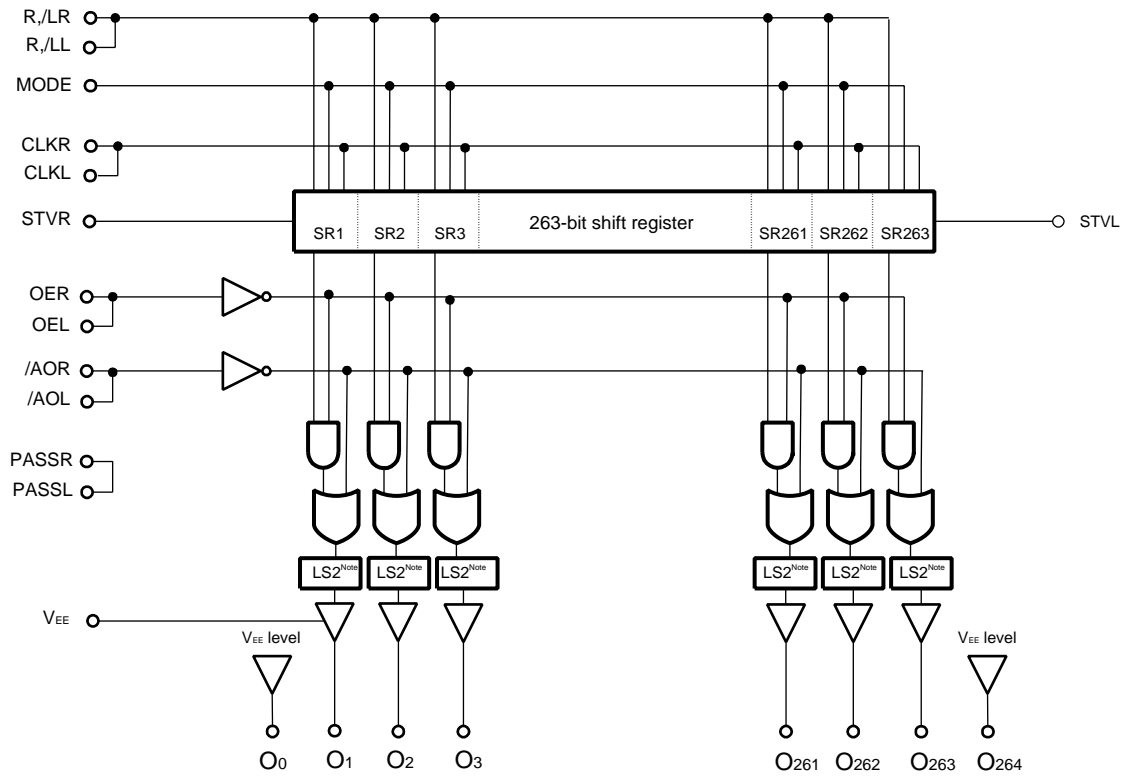 R,/LR
R,/LL
MODE
CLKR
CLKL
STVR
263-bit shift register
STVL
SR1
SR2
SR3
SR261
SR262
SR263
OER
OEL
/AOR
/AOL
PASSR
PASSL
LS2Note
LS2Note
LS2Note
LS2Note
LS2Note
LS2Note
VEE
VEE level
VEE level
O0
O1
O2
O3
O261
O262
O263
O264